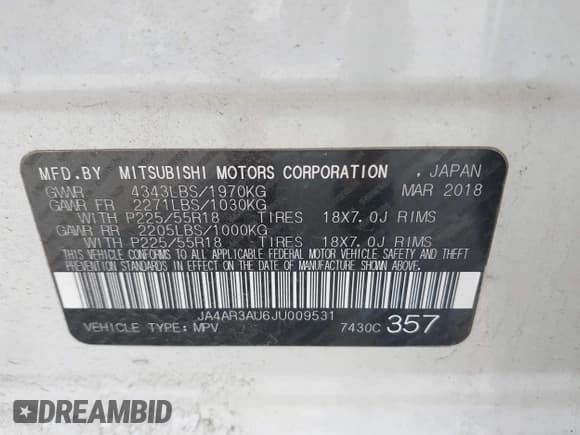 MFD.BY MITSUBISHI MOTORS CORPORATION . JAPAN
GVWR 4343LBS/1970KG MAR 2018
GAWR FR 2271LBS/1030KG
WITH P225/55R18 TIRES 18X7.0J RIMS
GAWR RR 2205LBS/1000KG
WITH P225/55R18 TIRES 18X7.0J RIMS
THIS VEHICLE CONFORMS TO ALL APPLICABLE FEDERAL MOTOR VEHICLE SAFETY AND THEFT
PREVENTION STANDARDS IN EFFECT ON THE DATE OF MANUFACTURE SHOWN ABOVE.
JA4AR3AU6JU009531
VEHICLE TYPE: MPV 7430C 357
DREAMBID